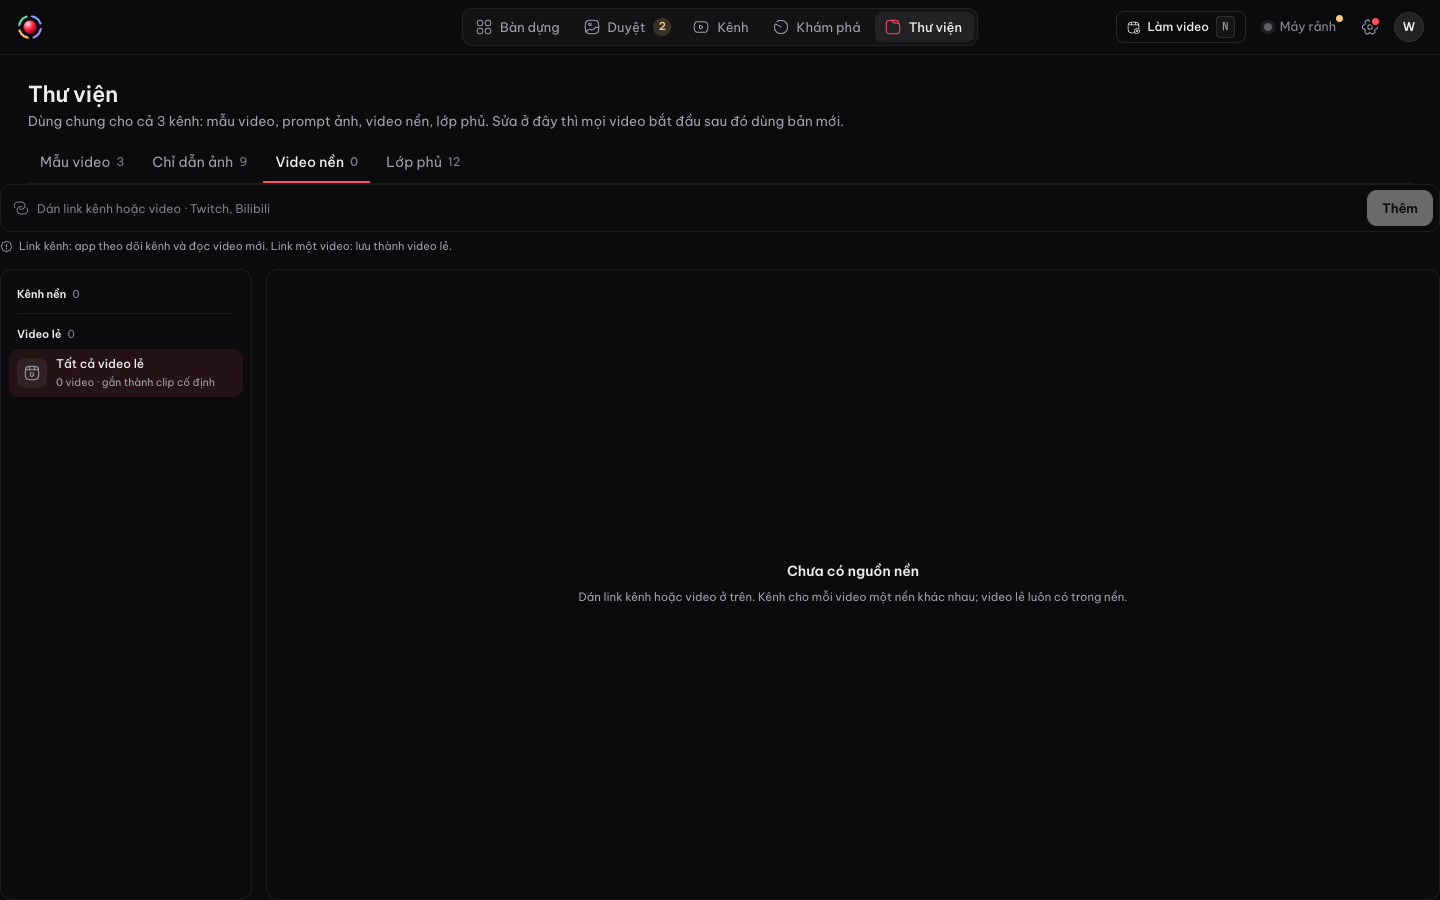 Bàn dựng
Duyệt 2
Kênh
Khám phá
Thư viện
Làm video N
Máy rảnh
W
Thư viện
Dùng chung cho cả 3 kênh: mẫu video, prompt ảnh, video nền, lớp phủ. Sửa ở đây thì mọi video bắt đầu sau đó dùng bản mới.
Mẫu video 3
Chỉ dẫn ảnh 9
Video nền 0
Lớp phủ 12
Dán link kênh hoặc video · Twitch, Bilibili
Thêm
Link kênh: app theo dõi kênh và đọc video mới. Link một video: lưu thành video lẻ.
Kênh nền 0
Video lẻ 0
Tất cả video lẻ
0 video · gắn thành clip cố định
Chưa có nguồn nền
Dán link kênh hoặc video ở trên. Kênh cho mỗi video một nền khác nhau; video lẻ luôn có trong nền.